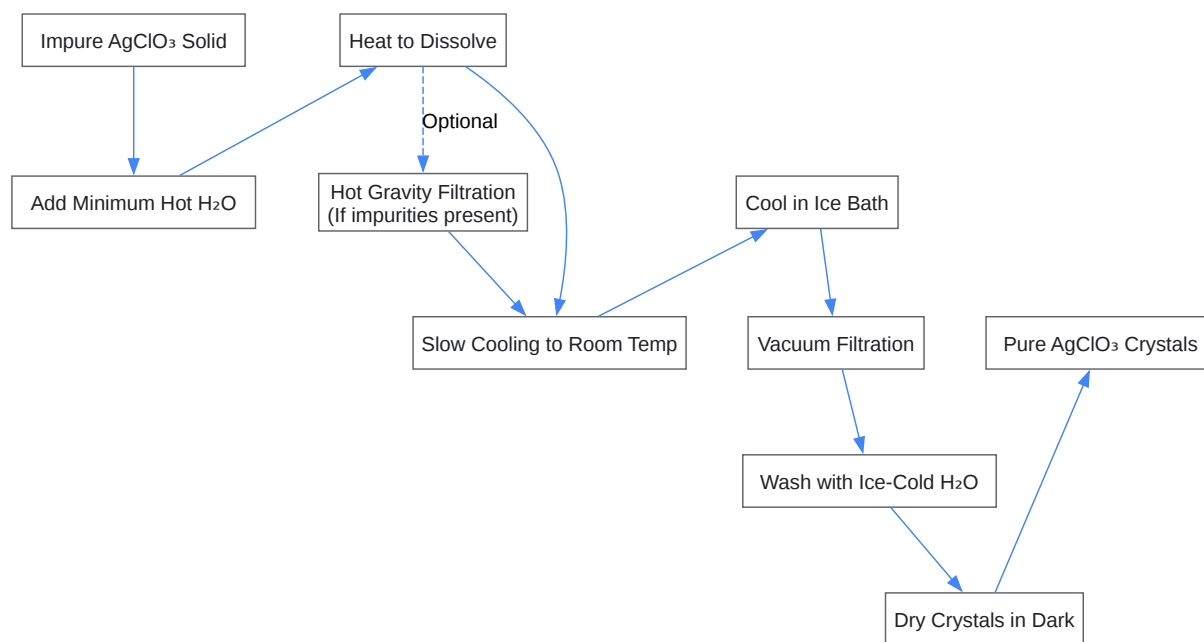 Impure AgClO₃ Solid
Heat to Dissolve
Optional
Add Minimum Hot H₂O
Hot Gravity Filtration
(If impurities present)
Cool in Ice Bath
Slow Cooling to Room Temp
Vacuum Filtration
Pure AgClO₃ Crystals
Wash with Ice-Cold H₂O
Dry Crystals in Dark